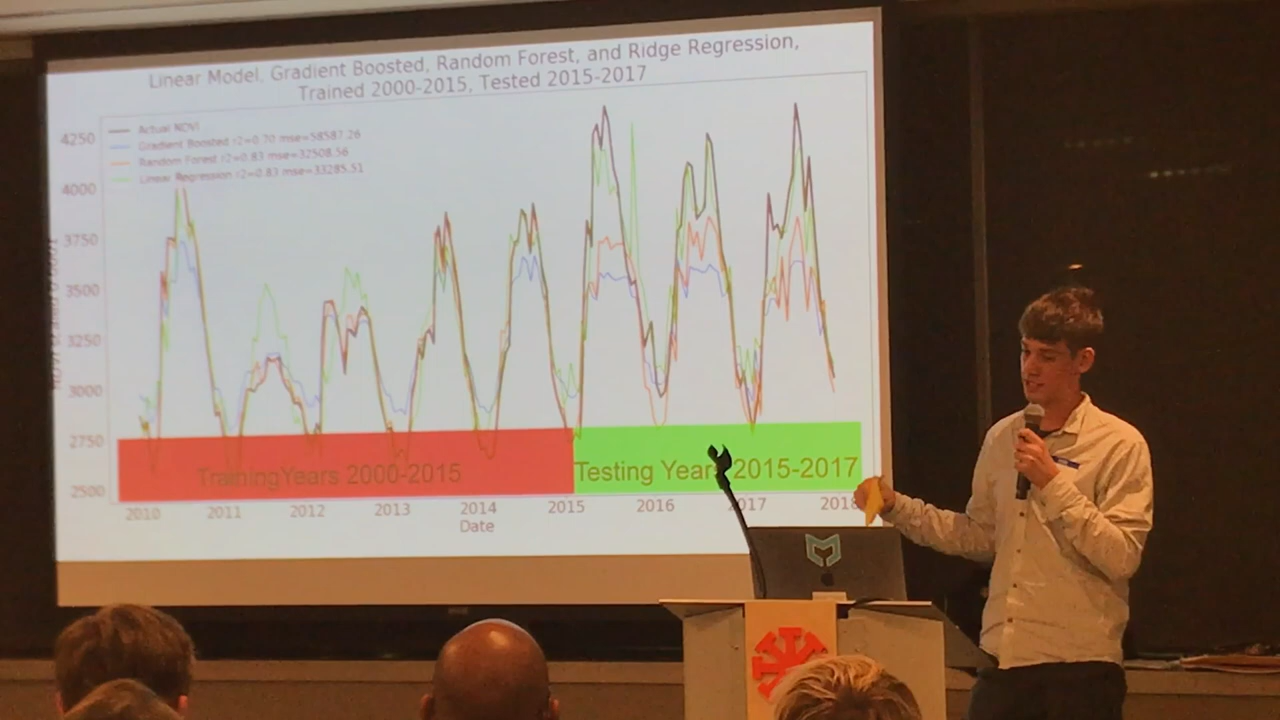 Linear Model, Gradient Boosted, Random Forest, and Ridge Regression,
Trained 2000-2015, Tested 2015-2017
Actual NDVI
Gradient Boosted r2=0.70 mse=58587.26
Random Forest r2=0.83 mse=32508.56
Linear Regression r2=0.83 mse=33285.51
4250
4000
3750
3500
3250
3000
2750
2500
TrainingYears 2000-2015
Testing Years 2015-2017
2010 2011 2012 2013 2014 2015 2016 2017 2018
Date